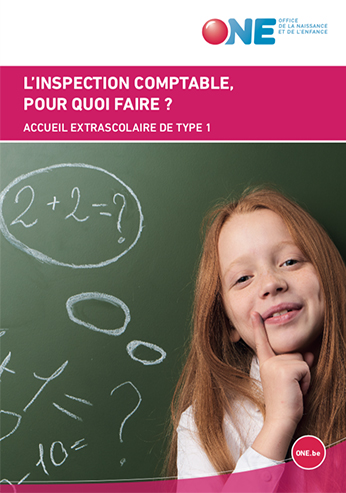 ONE
OFFICE
DE LA NAISSANCE
ET DE L'ENFANCE
L'INSPECTION COMPTABLE,
POUR QUOI FAIRE ?
ACCUEIL EXTRASCOLAIRE DE TYPE 1
2+2=?
+
y=
-10=
?
ONE.be